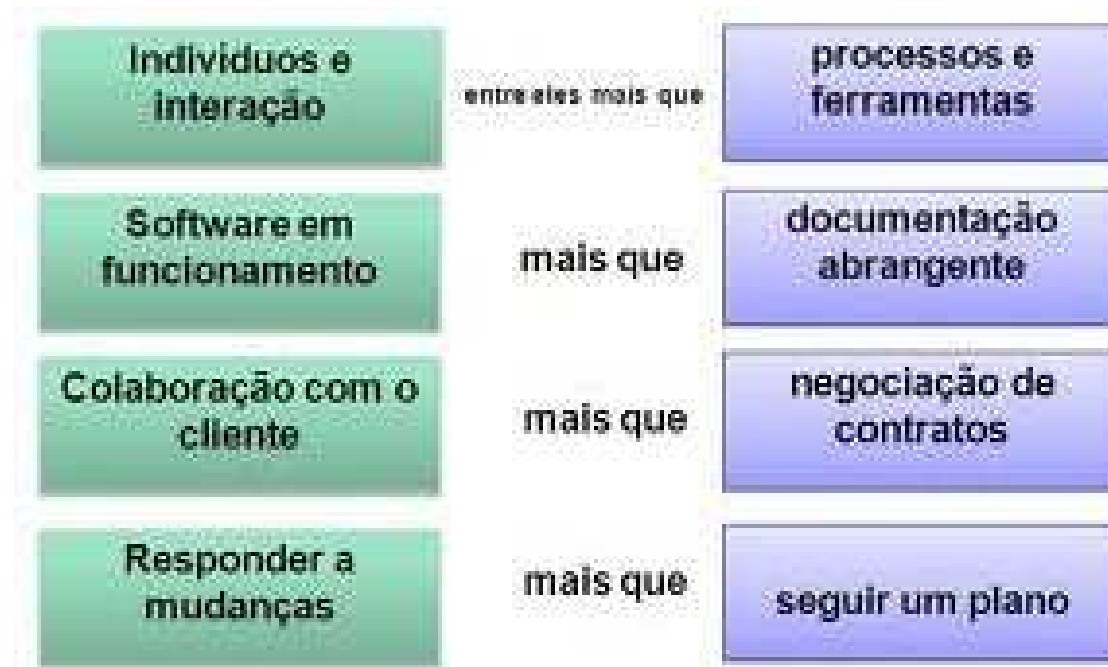 Indivíduos e
interação
entre eles mais que
processos e
ferramentas
Software em
funcionamento
mais que
documentação
abrangente
Colaboração com o
cliente
mais que
negociação de
contratos
Responder a
mudanças
mais que
seguir um plano